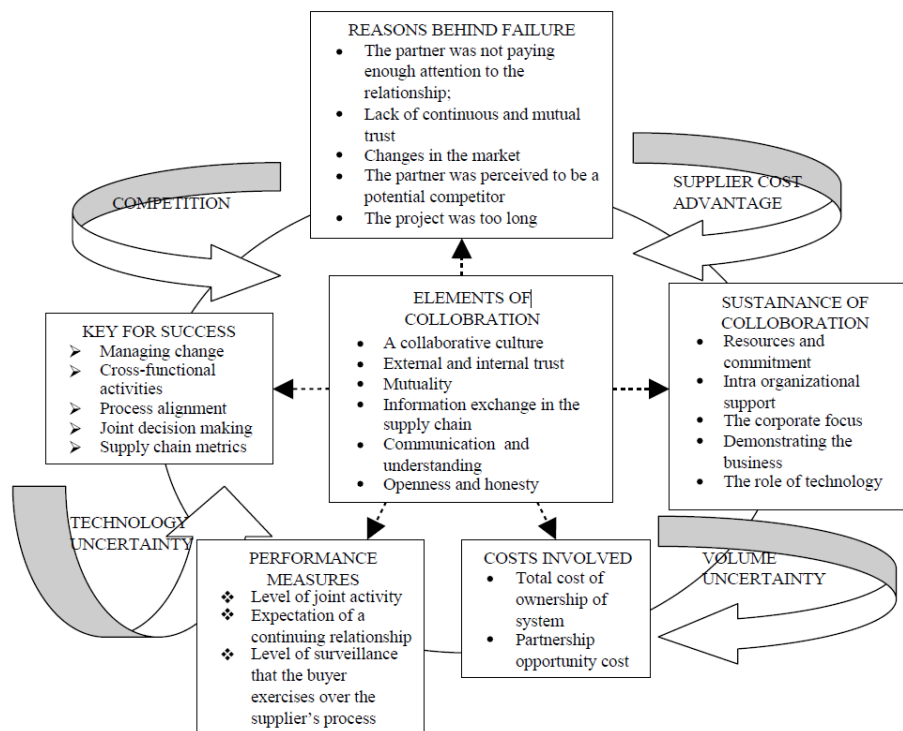 REASONS BEHIND FAILURE
• The partner was not paying
enough attention to the
relationship;
• Lack of continuous and mutual
trust
• Changes in the market
• The partner was perceived to be a
potential competitor
• The project was too long
COMPETITION
SUPPLIER COST
ADVANTAGE
ELEMENTS OF
COLLOBRATION
• A collaborative culture
• External and internal trust
• Mutuality
• Information exchange in the
supply chain
• Communication and
understanding
• Openness and honesty
KEY FOR SUCCESS
➢ Managing change
➢ Cross-functional
activities
➢ Process alignment
➢ Joint decision making
➢ Supply chain metrics
SUSTAINANCE OF
COLLOBORATION
• Resources and
commitment
• Intra organizational
support
• The corporate focus
• Demonstrating the
business
• The role of technology
TECHNOLOGY
UNCERTAINTY
PERFORMANCE
MEASURES
❖ Level of joint activity
❖ Expectation of a
continuing relationship
❖ Level of surveillance
that the buyer
exercises over the
supplier's process
COSTS INVOLVED
• Total cost of
ownership of
system
• Partnership
opportunity cost
VOLUME
UNCERTAINTY